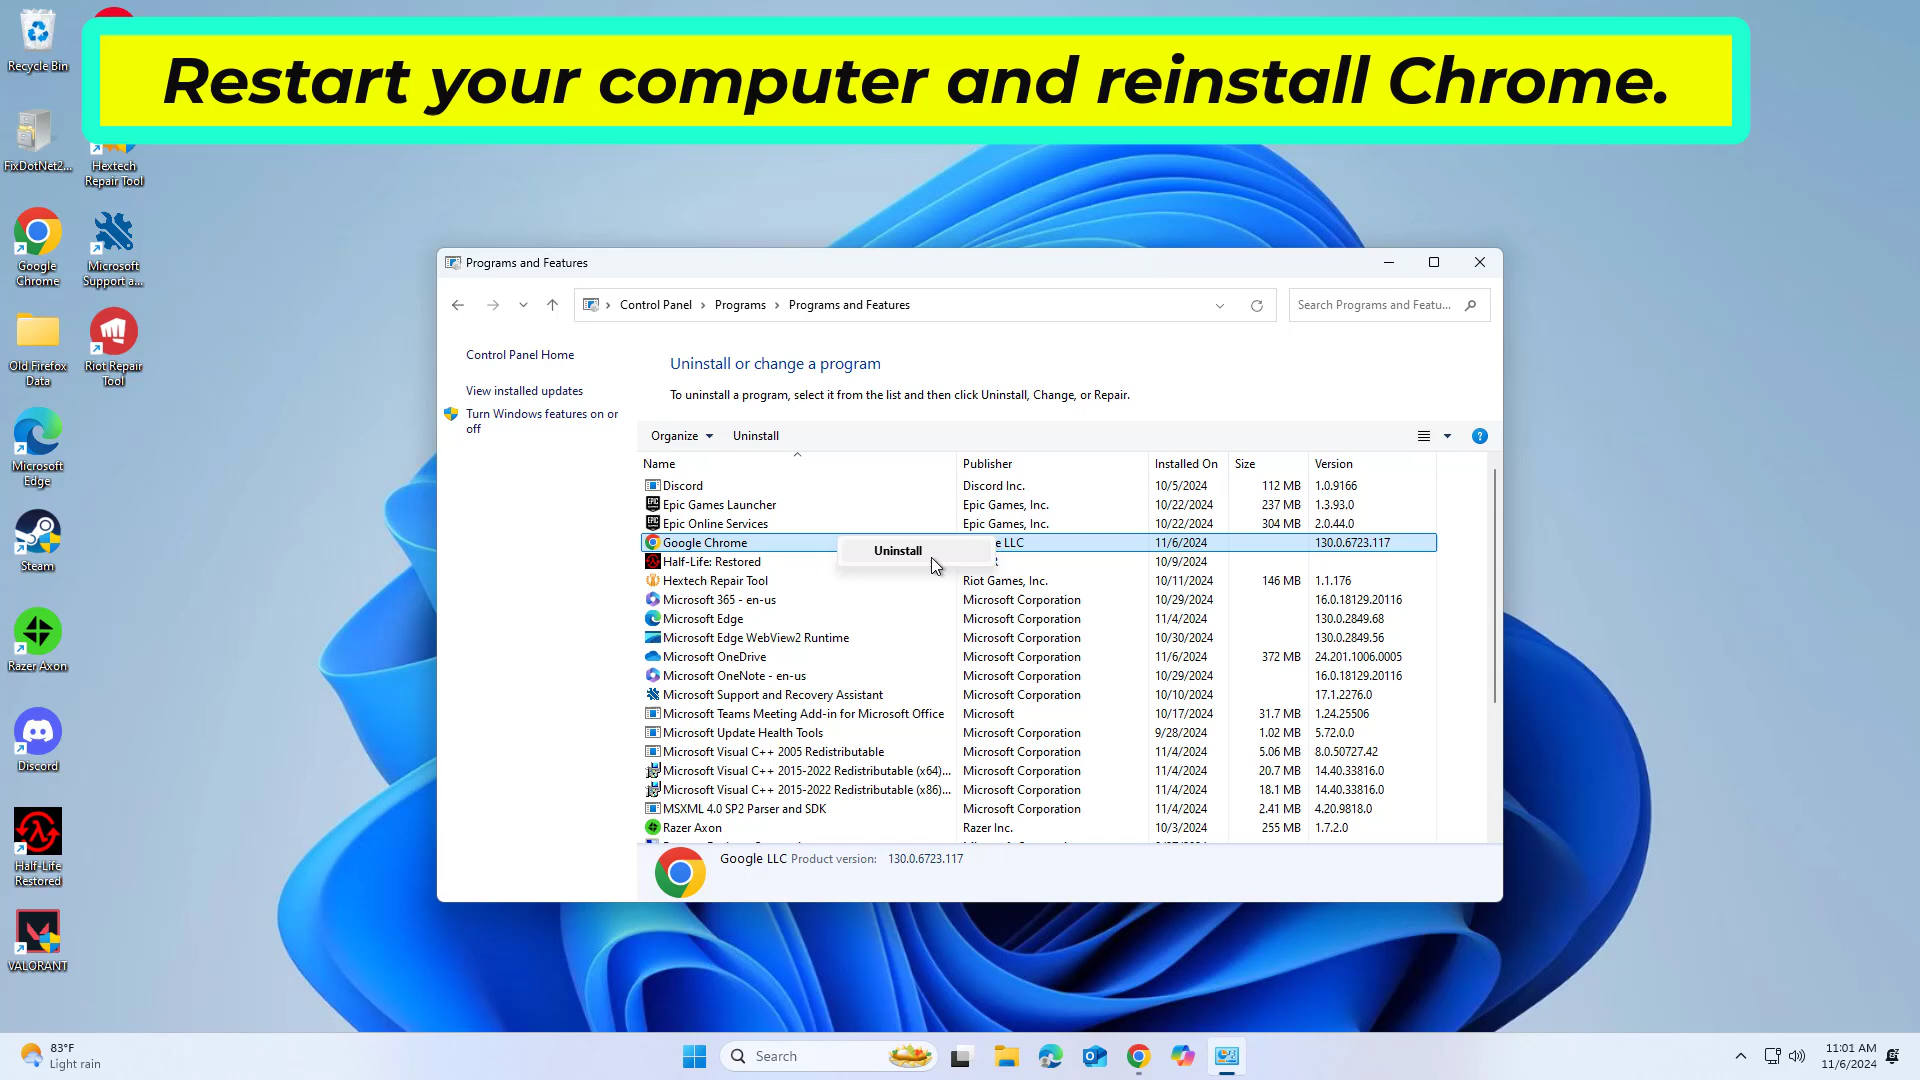 Restart your computer and reinstall Chrome.
Recycle Bin
FixDotNet2...
Hextech
Repair Tool
Google
Chrome
Microsoft
Support a...
Old Firefox
Data
Riot Repair
Tool
Microsoft
Edge
Steam
Razer Axon
Discord
Half-Life
Restored
VALORANT
Programs and Features
Control Panel > Programs > Programs and Features
Search Programs and Featu...
Control Panel Home
View installed updates
Turn Windows features on or
off
Uninstall or change a program
To uninstall a program, select it from the list and then click Uninstall, Change, or Repair.
Organize Uninstall
Name Publisher Installed On Size Version
Discord Discord Inc. 10/5/2024 112 MB 1.0.9166
EPIC Epic Games Launcher Epic Games, Inc. 10/22/2024 237 MB 1.3.93.0
EPIC Epic Online Services Epic Games, Inc. 10/22/2024 304 MB 2.0.44.0
Google Chrome e LLC 11/6/2024 130.0.6723.117
Uninstall
Half-Life: Restored R 10/9/2024
Hextech Repair Tool Riot Games, Inc. 10/11/2024 146 MB 1.1.176
Microsoft 365 - en-us Microsoft Corporation 10/29/2024 16.0.18129.20116
Microsoft Edge Microsoft Corporation 11/4/2024 130.0.2849.68
Microsoft Edge WebView2 Runtime Microsoft Corporation 10/30/2024 130.0.2849.56
Microsoft OneDrive Microsoft Corporation 11/6/2024 372 MB 24.201.1006.0005
Microsoft OneNote - en-us Microsoft Corporation 10/29/2024 16.0.18129.20116
Microsoft Support and Recovery Assistant Microsoft Corporation 10/10/2024 17.1.2276.0
Microsoft Teams Meeting Add-in for Microsoft Office Microsoft 10/17/2024 31.7 MB 1.24.25506
Microsoft Update Health Tools Microsoft Corporation 9/28/2024 1.02 MB 5.72.0.0
Microsoft Visual C++ 2005 Redistributable Microsoft Corporation 11/4/2024 5.06 MB 8.0.50727.42
Microsoft Visual C++ 2015-2022 Redistributable (x64)... Microsoft Corporation 11/4/2024 20.7 MB 14.40.33816.0
Microsoft Visual C++ 2015-2022 Redistributable (x86)... Microsoft Corporation 11/4/2024 18.1 MB 14.40.33816.0
MSXML 4.0 SP2 Parser and SDK Microsoft Corporation 11/4/2024 2.41 MB 4.20.9818.0
Razer Axon Razer Inc. 10/3/2024 255 MB 1.7.2.0
Google LLC Product version: 130.0.6723.117
83°F
Light rain
Search
11:01 AM
11/6/2024